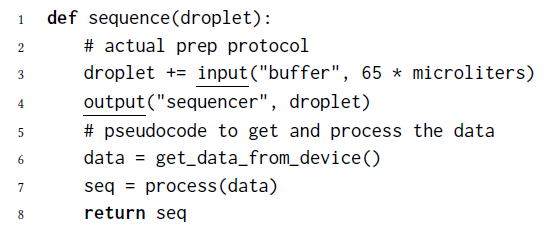 1 def sequence(droplet):
2 # actual prep protocol
3 droplet += input("buffer", 65 * microliters)
4 output("sequencer", droplet)
5 # pseudocode to get and process the data
6 data = get_data_from_device()
7 seq = process(data)
8 return seq